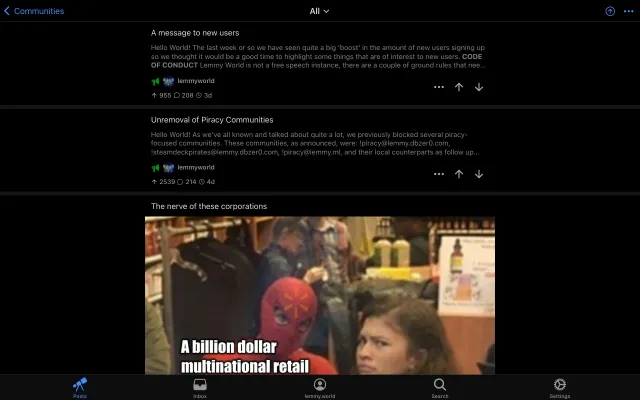 Communities
All
A message to new users
Hello World! The last week or so we have seen quite a big 'boost' in the amount of new users signing up
so we thought it would be a good time to highlight some things that are of interest to new users. CODE
OF CONDUCT Lemmy World is not a free speech instance, there are a couple of ground rules that nee...
lemmyworld
955 208 3d
Unremoval of Piracy Communities
Hello World! As we've all known and talked about quite a lot, we previously blocked several piracy-
focused communities. These communities, as announced, were: !piracy@lemmy.dbzer0.com,
!steamdeckpirates@lemmy.dbzer0.com, !piracy@lemmy.ml, and their local counterparts as follow up...
lemmyworld
2539 214 4d
The nerve of these corporations
A billion dollar
multinational retail
Posts
Inbox
lemmy.world
Search
Settings